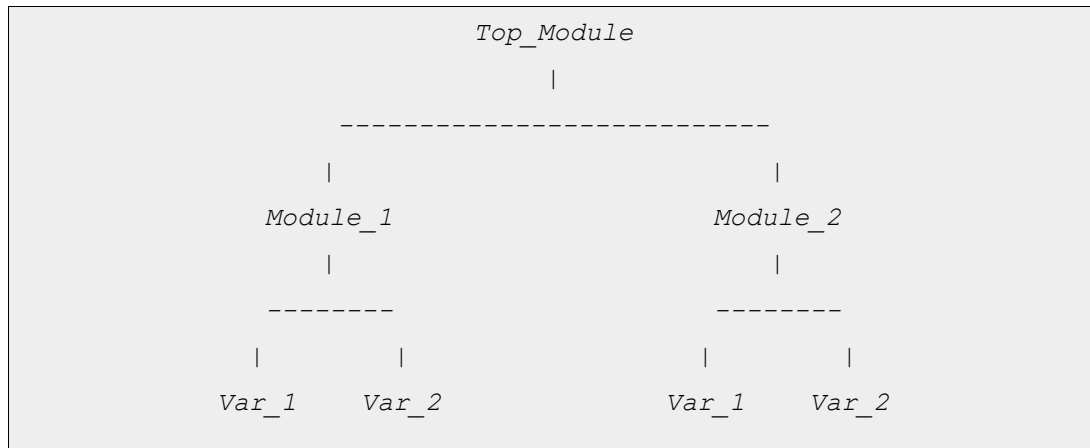 Top_Module
|
---------------------------
| |
Module_1 Module_2
| |
-------- --------
| | | |
Var_1 Var_2 Var_1 Var_2